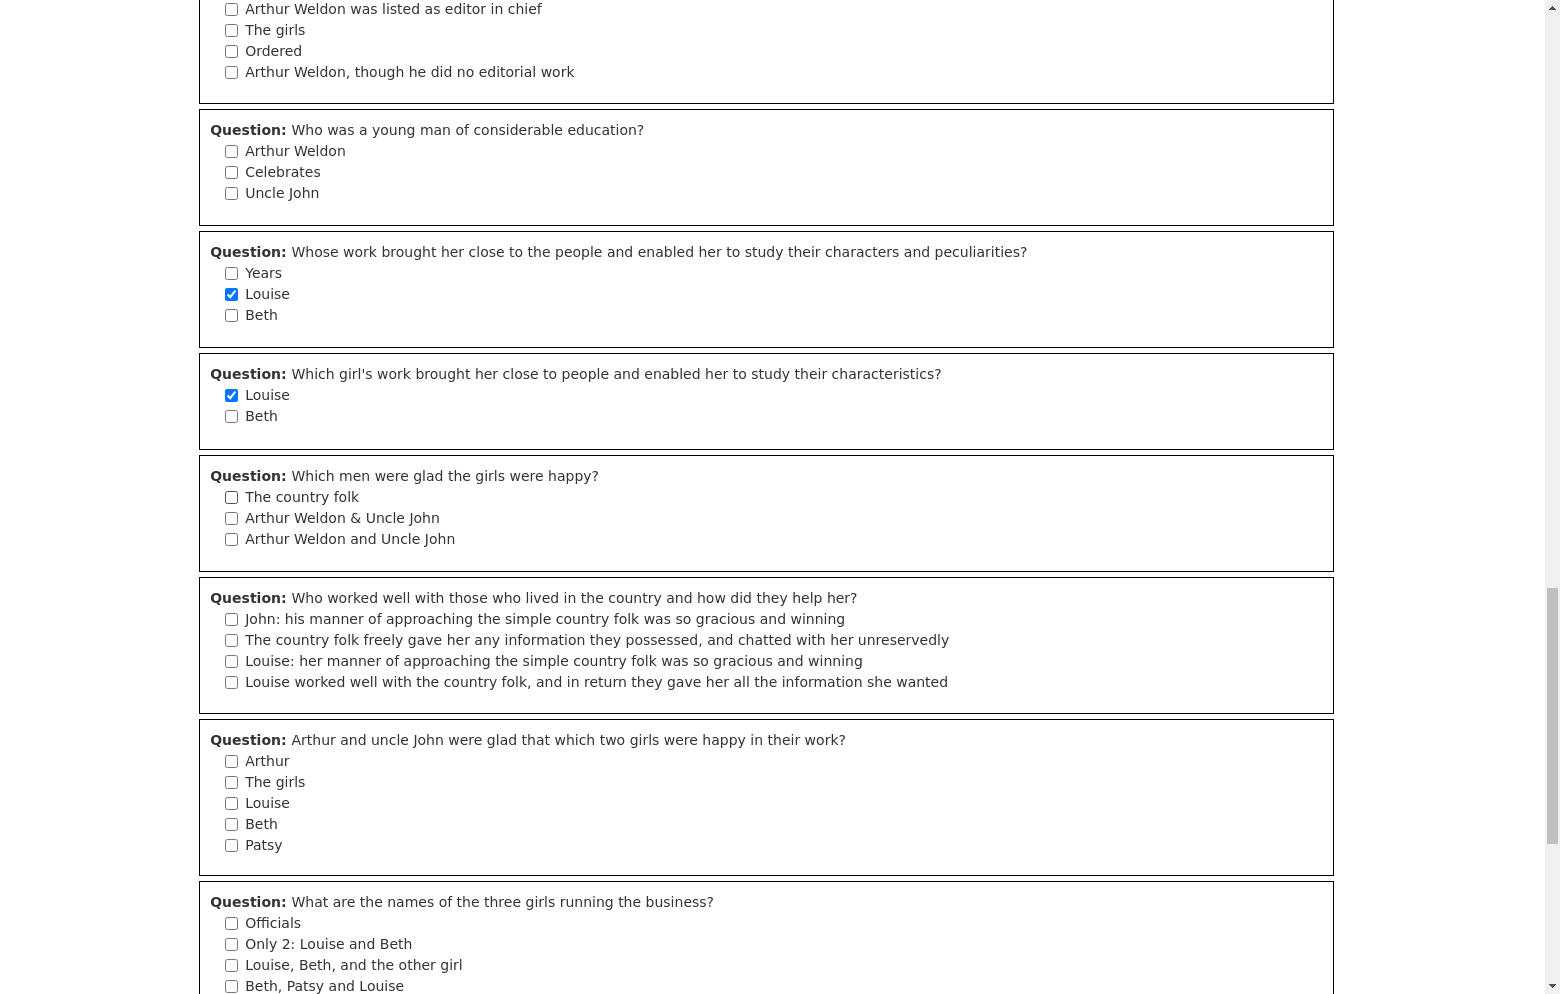 Arthur Weldon was listed as editor in chief
The girls
Ordered
Arthur Weldon, though he did no editorial work
Question: Who was a young man of considerable education?
Arthur Weldon
Celebrates
Uncle John
Question: Whose work brought her close to the people and enabled her to study their characters and peculiarities?
Years
Louise
Beth
Question: Which girl's work brought her close to people and enabled her to study their characteristics?
Louise
Beth
Question: Which men were glad the girls were happy?
The country folk
Arthur Weldon & Uncle John
Arthur Weldon and Uncle John
Question: Who worked well with those who lived in the country and how did they help her?
John: his manner of approaching the simple country folk was so gracious and winning
The country folk freely gave her any information they possessed, and chatted with her unreservedly
Louise: her manner of approaching the simple country folk was so gracious and winning
Louise worked well with the country folk, and in return they gave her all the information she wanted
Question: Arthur and uncle John were glad that which two girls were happy in their work?
Arthur
The girls
Louise
Beth
Patsy
Question: What are the names of the three girls running the business?
Officials
Only 2: Louise and Beth
Louise, Beth, and the other girl
Beth, Patsy and Louise